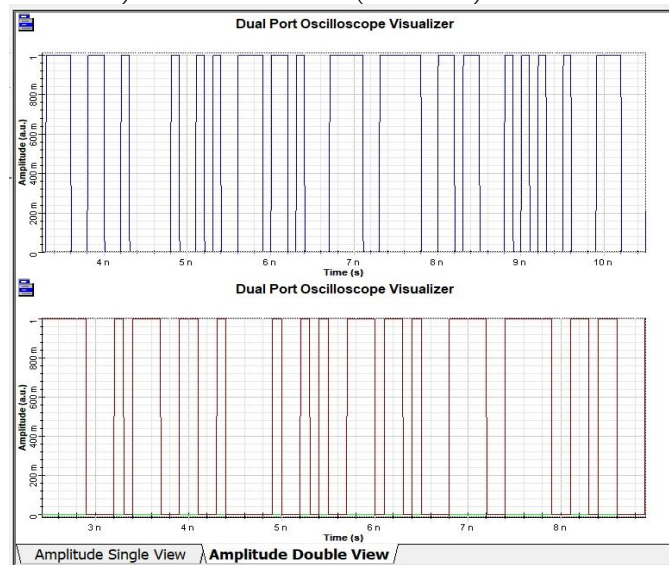 Dual Port Oscilloscope Visualizer
Amplitude (a.u.)
1
800 m
600 m
400 m
200 m
0
4 n 5 n 6 n 7 n 8 n 9 n 10 n
Time (s)
Dual Port Oscilloscope Visualizer
Amplitude (a.u.)
1
800 m
600 m
400 m
200 m
0
3 n 4 n 5 n 6 n 7 n 8 n
Time (s)
Amplitude Single View Amplitude Double View